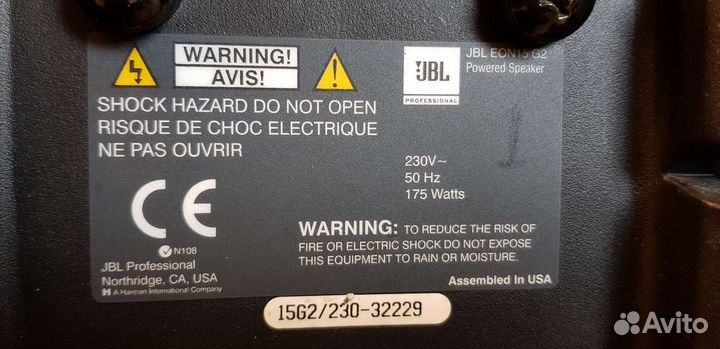 WARNING!
AVIS!
SHOCK HAZARD DO NOT OPEN
RISQUE DE CHOC ELECTRIQUE
NE PAS OUVRIR
JBL
PROFESSIONAL
JBL EON15 G2
Powered Speaker
230V~
50 Hz
175 Watts
CE
N108
JBL Professional
Northridge, CA, USA
H A Harman International Company
WARNING: TO REDUCE THE RISK OF
FIRE OR ELECTRIC SHOCK DO NOT EXPOSE
THIS EQUIPMENT TO RAIN OR MOISTURE.
Assembled In USA
15G2/230-32229
Avito